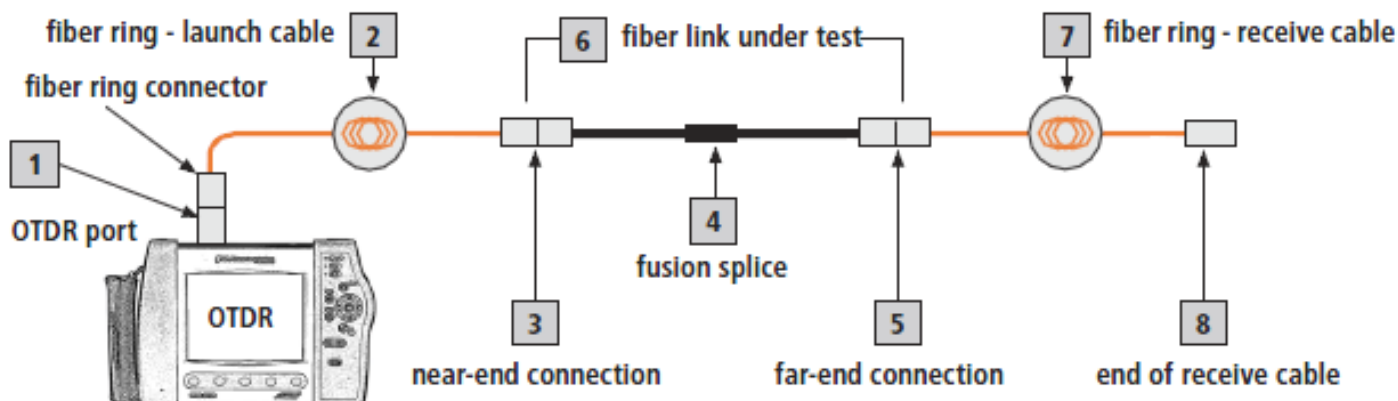 fiber ring - launch cable
2
6
fiber link under test
7
fiber ring - receive cable
fiber ring connector
1
OTDR port
4
fusion splice
OTDR
3
5
8
near-end connection
far-end connection
end of receive cable